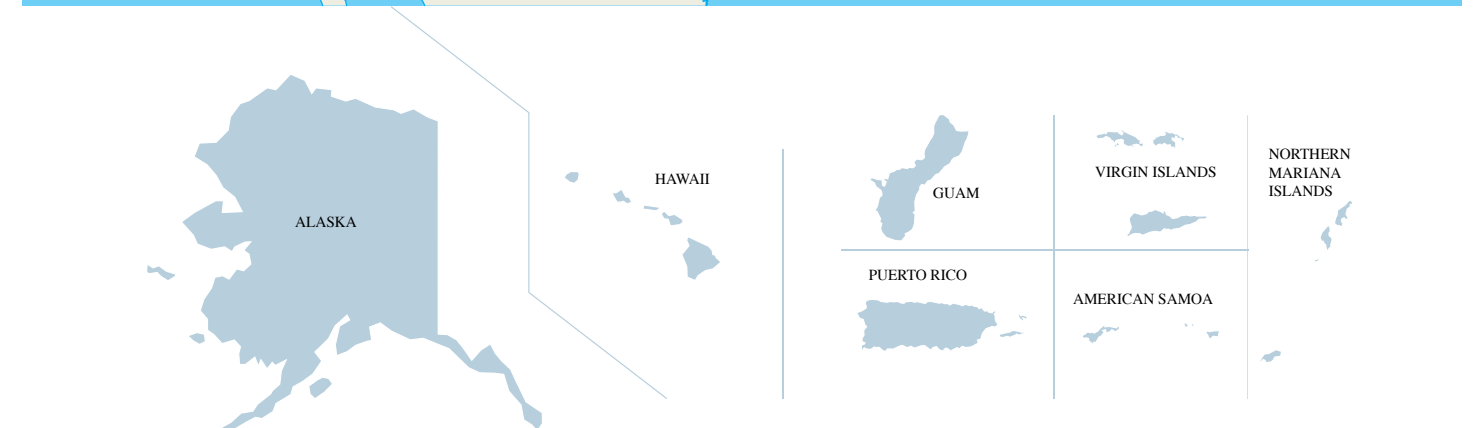 ALASKA
HAWAII
GUAM
VIRGIN ISLANDS
NORTHERN
MARIANA
ISLANDS
PUERTO RICO
AMERICAN SAMOA